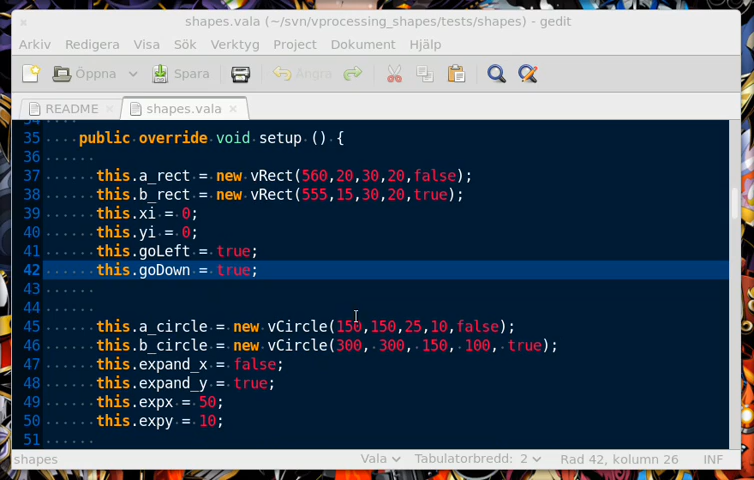 shapes.vala (~/svn/vprocessing_shapes/tests/shapes) - gedit
Arkiv Redigera Visa Sök Verktyg Project Dokument Hjälp
Öppna Spara Ångra
README shapes.vala
34
35 public override void setup () {
36
37 this.a_rect = new vRect(560,20,30,20,false);
38 this.b_rect = new vRect(555,15,30,20,true);
39 this.xi = 0;
40 this.yi = 0;
41 this.goLeft = true;
42 this.goDown = true;
43
44
45 this.a_circle = new vCircle(150,150,25,10,false);
46 this.b_circle = new vCircle(300, 300, 150, 100, true);
47 this.expand_x = false;
48 this.expand_y = true;
49 this.expx = 50;
50 this.expy = 10;
51
shapes Vala Tabulatorbredd: 2 Rad 42, kolumn 26 INF